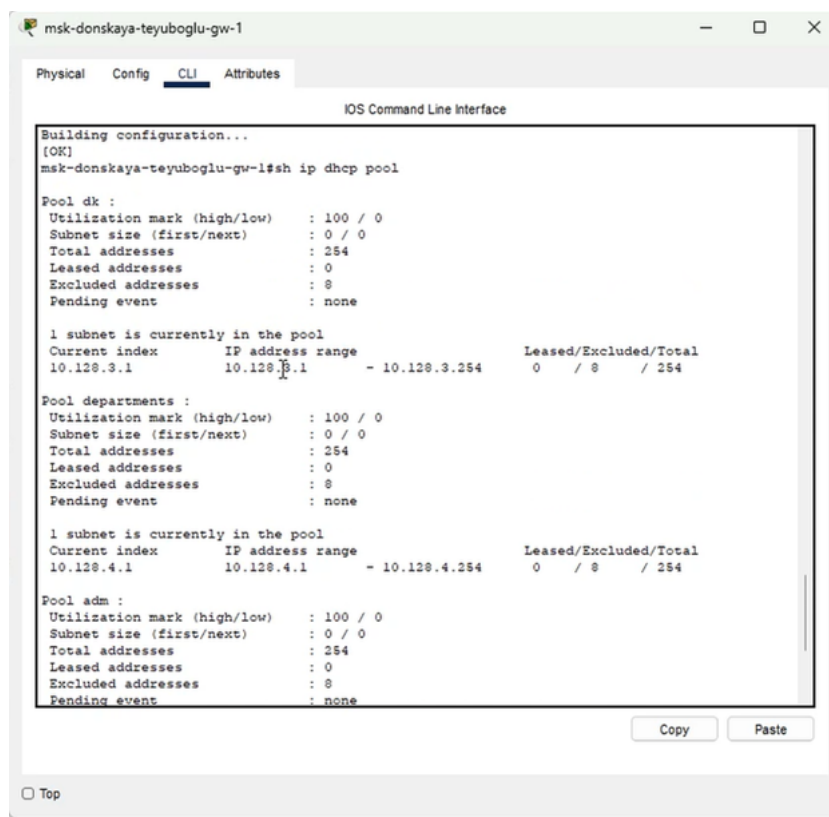 msk-donskaya-teyuboglu-gw-1
Physical Config CLI Attributes
IOS Command Line Interface
Building configuration...
[OK]
msk-donskaya-teyuboglu-gw-1#sh ip dhcp pool
Pool dk :
Utilization mark (high/low) : 100 / 0
Subnet size (first/next) : 0 / 0
Total addresses : 254
Leased addresses : 0
Excluded addresses : 8
Pending event : none
1 subnet is currently in the pool
Current index IP address range Leased/Excluded/Total
10.128.3.1 10.128.3.1 - 10.128.3.254 0 / 8 / 254
Pool departments :
Utilization mark (high/low) : 100 / 0
Subnet size (first/next) : 0 / 0
Total addresses : 254
Leased addresses : 0
Excluded addresses : 8
Pending event : none
1 subnet is currently in the pool
Current index IP address range Leased/Excluded/Total
10.128.4.1 10.128.4.1 - 10.128.4.254 0 / 8 / 254
Pool adm :
Utilization mark (high/low) : 100 / 0
Subnet size (first/next) : 0 / 0
Total addresses : 254
Leased addresses : 0
Excluded addresses : 8
Pending event : none
Copy Paste
Top